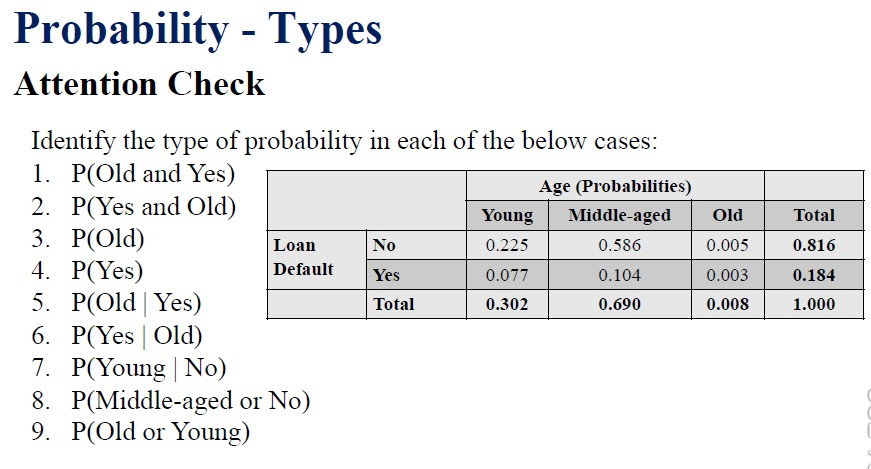 Probability - Types
Attention Check
Identify the type of probability in each of the below cases:
1. P(Old and Yes)
2. P(Yes and Old)
3. P(Old)
4. P(Yes)
5. P(Old | Yes)
6. P(Yes | Old)
7. P(Young | No)
8. P(Middle-aged or No)
9. P(Old or Young)
Age (Probabilities)
Young Middle-aged Old Total
Loan Default
No 0.225 0.586 0.005 0.816
Yes 0.077 0.104 0.003 0.184
Total 0.302 0.690 0.008 1.000